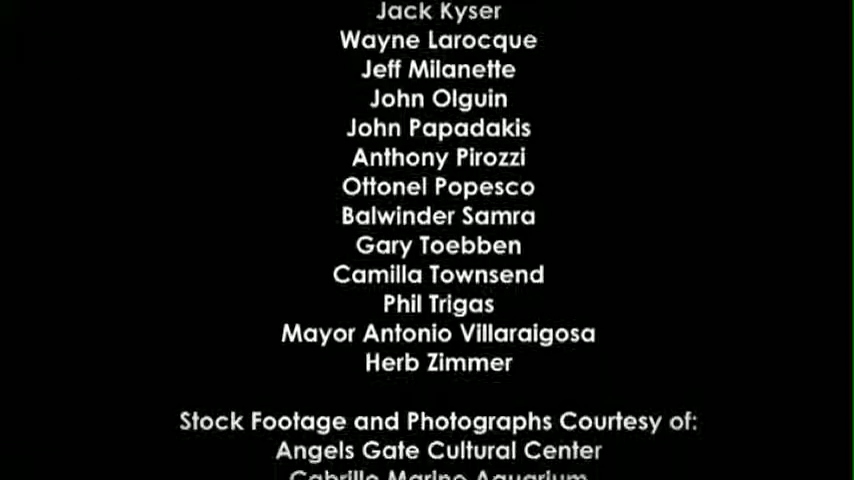 Jack Kyser
Wayne Larocque
Jeff Milanette
John Olguin
John Papadakis
Anthony Pirozzi
Ottonel Popesco
Balwinder Samra
Gary Toebben
Camilla Townsend
Phil Trigas
Mayor Antonio Villaraigosa
Herb Zimmer
Stock Footage and Photographs Courtesy of:
Angels Gate Cultural Center
Cabrillo Marine Aquarium